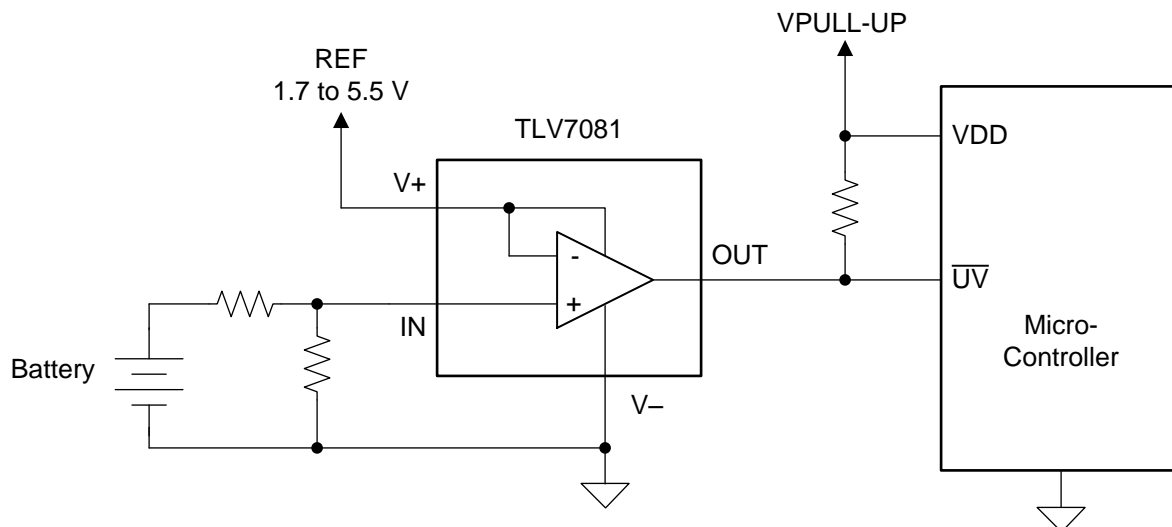 VPULL-UP
REF
1.7 to 5.5 V
TLV7081
VDD
V+
-
OUT
UV
+
IN
Micro-
Controller
Battery
V–